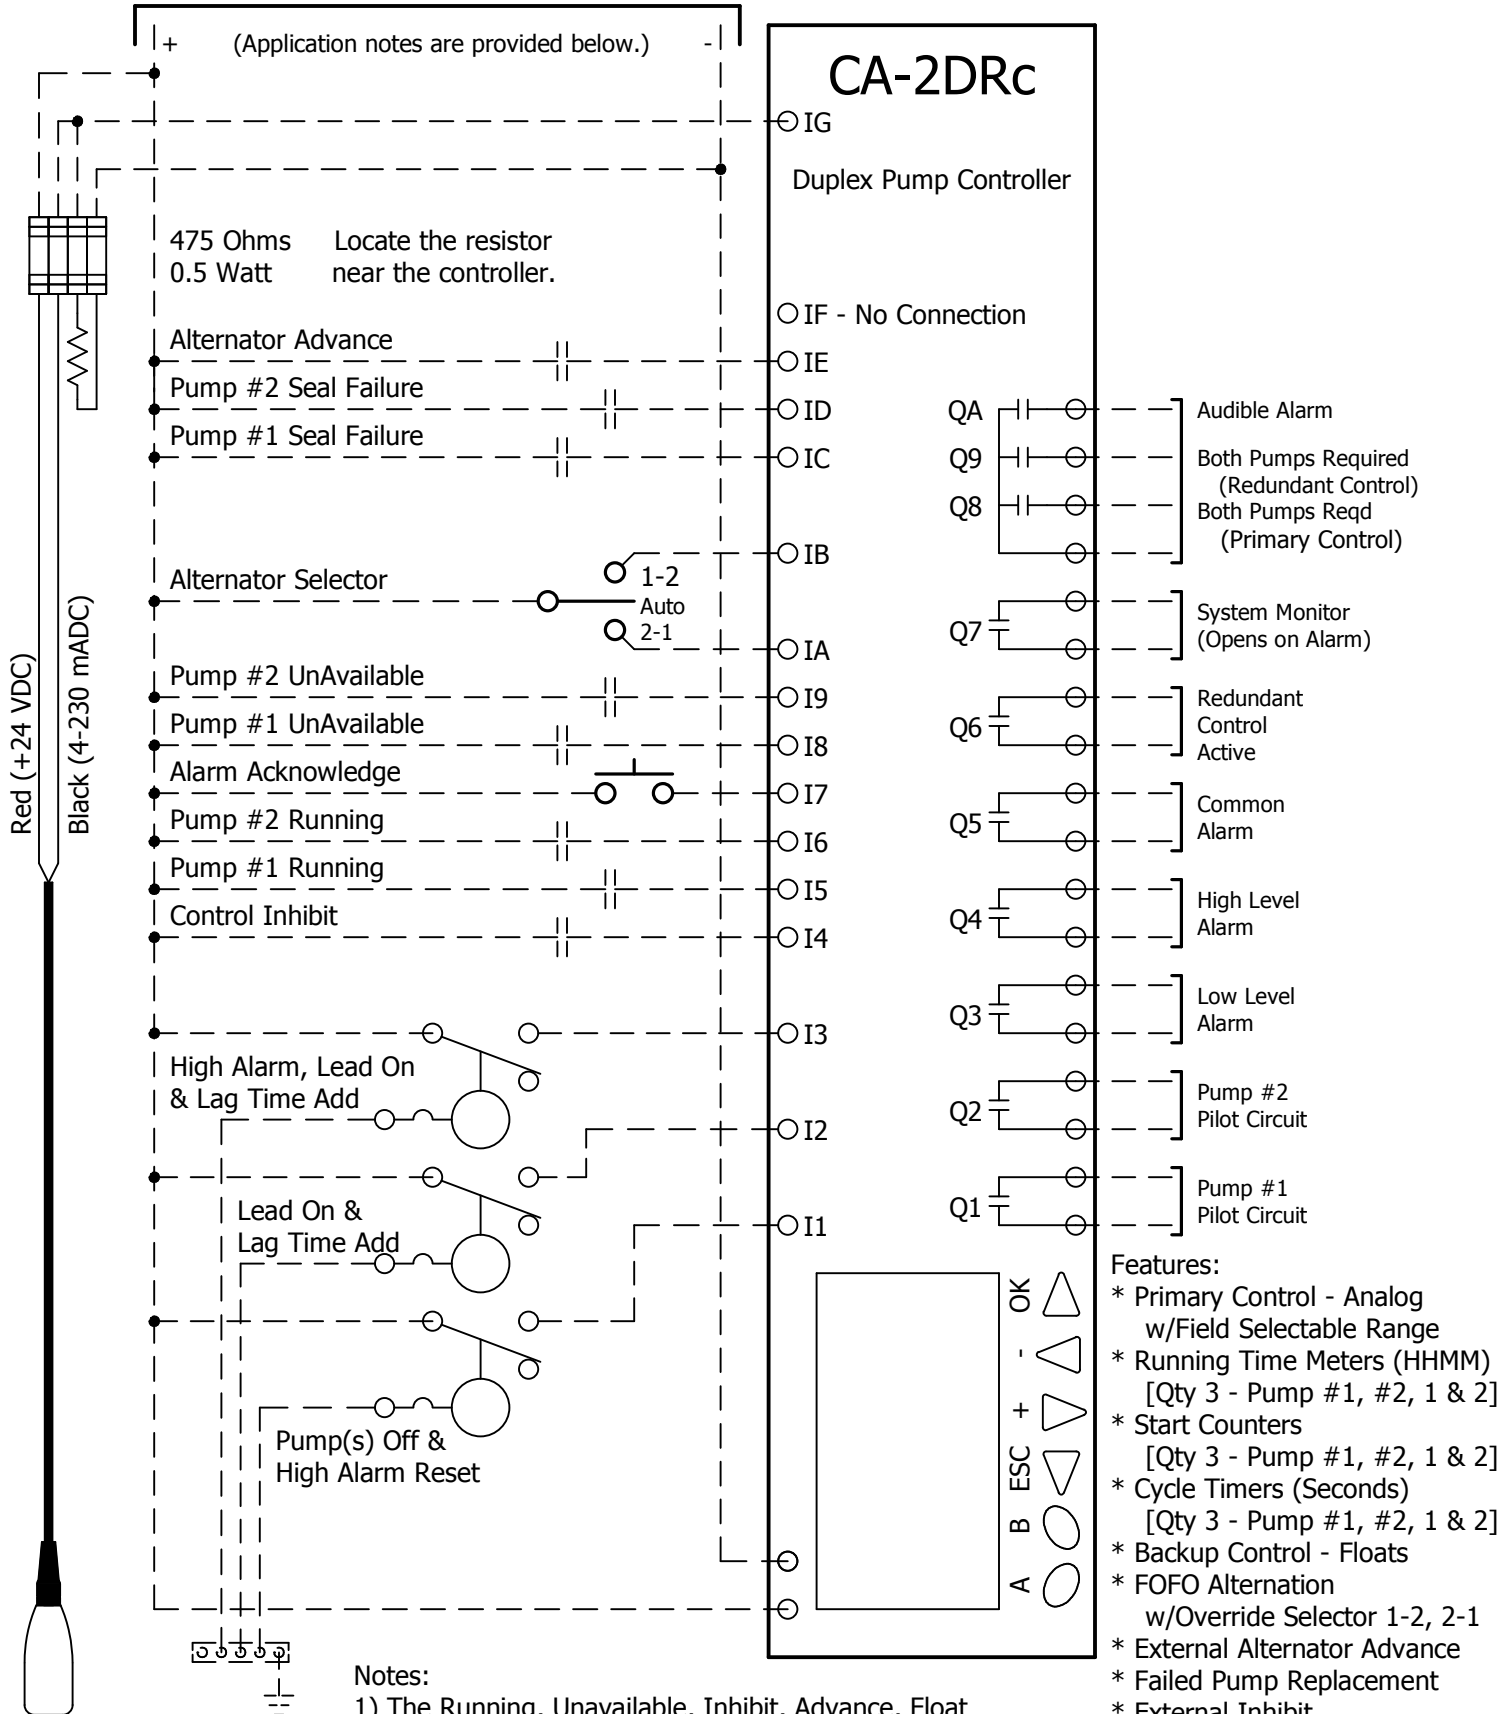 + (Application notes are provided below.) -
CA-2DRc
IG
Duplex Pump Controller
475 Ohms Locate the resistor
0.5 Watt near the controller.
IF - No Connection
Alternator Advance
IE
Pump #2 Seal Failure
ID
Pump #1 Seal Failure
IC
IB
Alternator Selector
1-2
Auto
2-1
IA
Pump #2 UnAvailable
I9
Pump #1 UnAvailable
I8
Alarm Acknowledge
I7
Pump #2 Running
I6
Pump #1 Running
I5
Control Inhibit
I4
Red (+24 VDC)
Black (4-230 mADC)
I3
High Alarm, Lead On
& Lag Time Add
I2
Lead On &
Lag Time Add
I1
Pump(s) Off &
High Alarm Reset
QA
Audible Alarm
Q9
Both Pumps Required
(Redundant Control)
Q8
Both Pumps Reqd
(Primary Control)
Q7
System Monitor
(Opens on Alarm)
Q6
Redundant
Control
Active
Q5
Common
Alarm
Q4
High Level
Alarm
Q3
Low Level
Alarm
Q2
Pump #2
Pilot Circuit
Q1
Pump #1
Pilot Circuit
OK
-
+
ESC
B
A
Features:
* Primary Control - Analog
w/Field Selectable Range
* Running Time Meters (HHMM)
[Qty 3 - Pump #1, #2, 1 & 2]
* Start Counters
[Qty 3 - Pump #1, #2, 1 & 2]
* Cycle Timers (Seconds)
[Qty 3 - Pump #1, #2, 1 & 2]
* Backup Control - Floats
* FOFO Alternation
w/Override Selector 1-2, 2-1
* External Alternator Advance
* Failed Pump Replacement
* External Inhibit
Notes:
1) The Running, Unavailable, Inhibit, Advance, Float